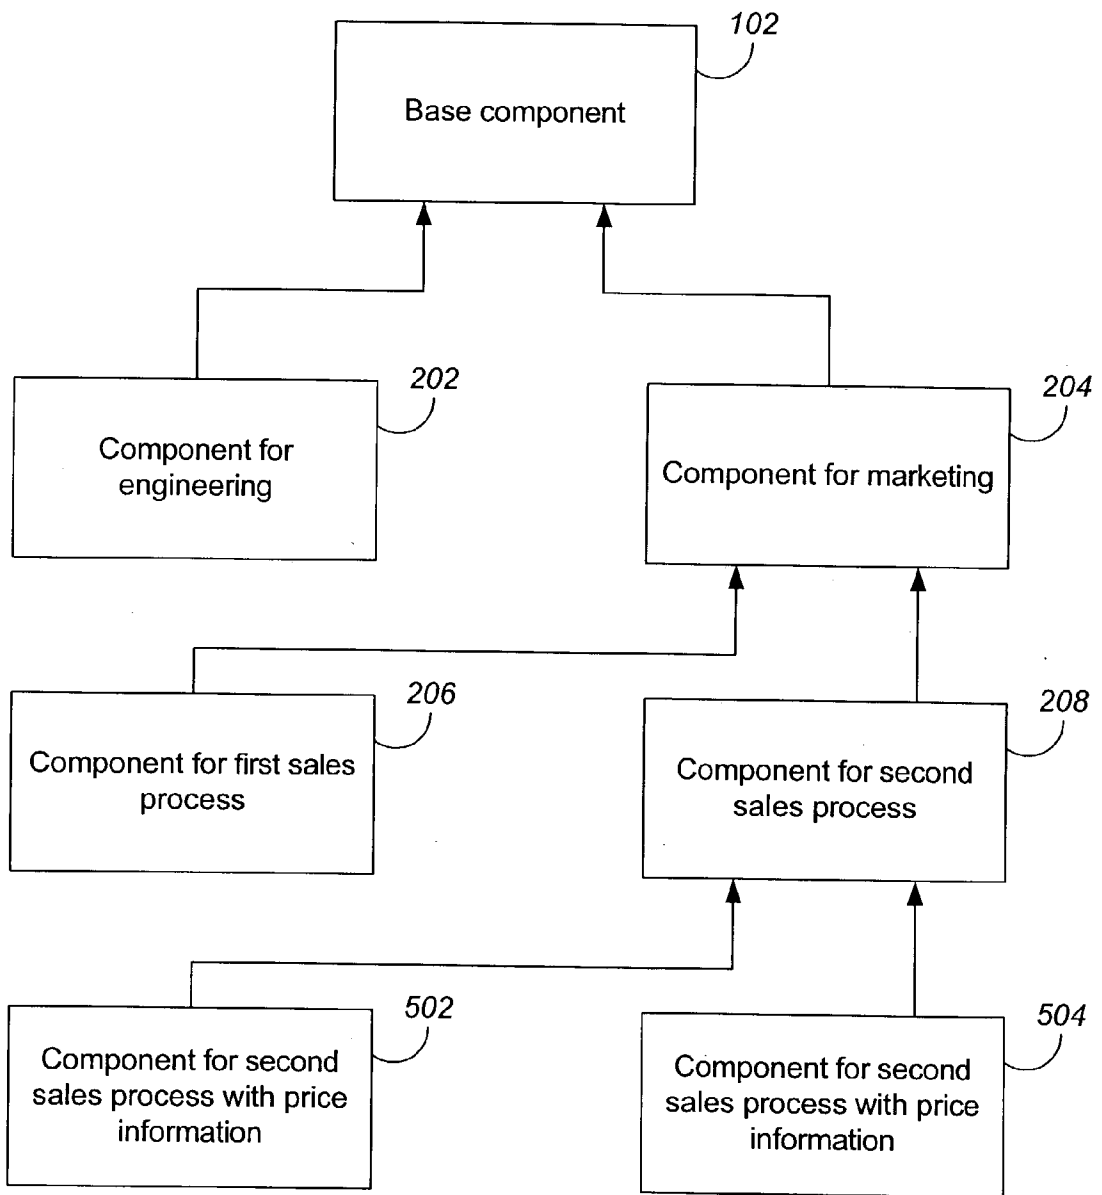 102
Base component
202
Component for
engineering
204
Component for marketing
206
Component for first sales
process
208
Component for second
sales process
502
Component for second
sales process with price
information
504
Component for second
sales process with price
information